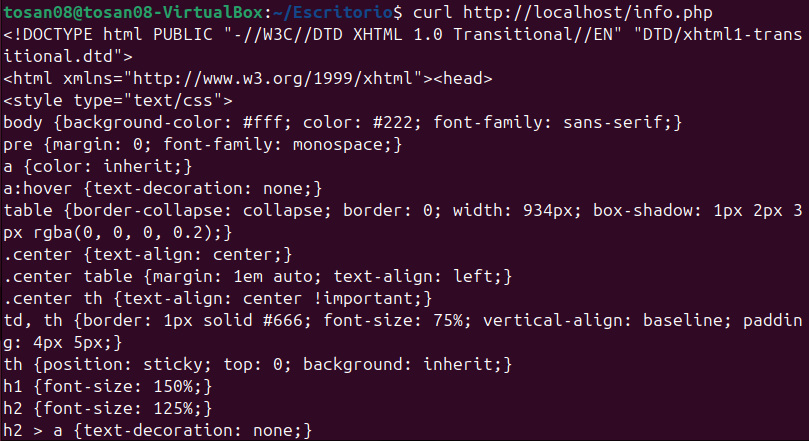 tosan08@tosan08-VirtualBox:~/Escritorio$ curl http://localhost/info.php
<!DOCTYPE html PUBLIC "-//W3C//DTD XHTML 1.0 Transitional//EN" "DTD/xhtml1-trans
itional.dtd">
<html xmlns="http://www.w3.org/1999/xhtml"><head>
<style type="text/css">
body {background-color: #fff; color: #222; font-family: sans-serif;}
pre {margin: 0; font-family: monospace;}
a {color: inherit;}
a:hover {text-decoration: none;}
table {border-collapse: collapse; border: 0; width: 934px; box-shadow: 1px 2px 3
px rgba(0, 0, 0, 0.2);}
.center {text-align: center;}
.center table {margin: 1em auto; text-align: left;}
.center th {text-align: center !important;}
td, th {border: 1px solid #666; font-size: 75%; vertical-align: baseline; paddin
g: 4px 5px;}
th {position: sticky; top: 0; background: inherit;}
h1 {font-size: 150%;}
h2 {font-size: 125%;}
h2 > a {text-decoration: none;}